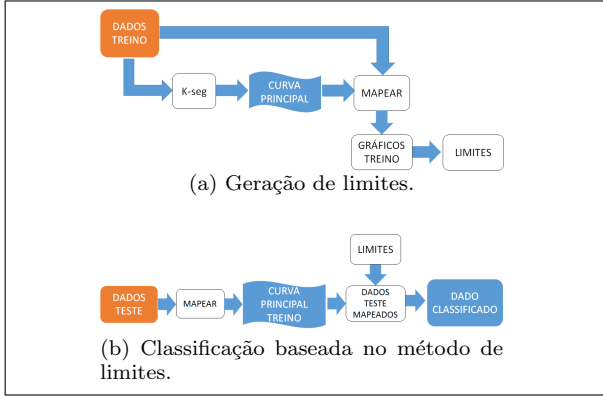 DADOS
TREINO
K-seg
CURVA
PRINCIPAL
MAPEAR
GRÁFICOS
TREINO
LIMITES
(a) Geração de limites.
LIMITES
DADOS
TESTE
MAPEAR
CURVA
PRINCIPAL
TREINO
DADOS
TESTE
MAPEADOS
DADO
CLASSIFICADO
(b) Classificação baseada no método de
limites.